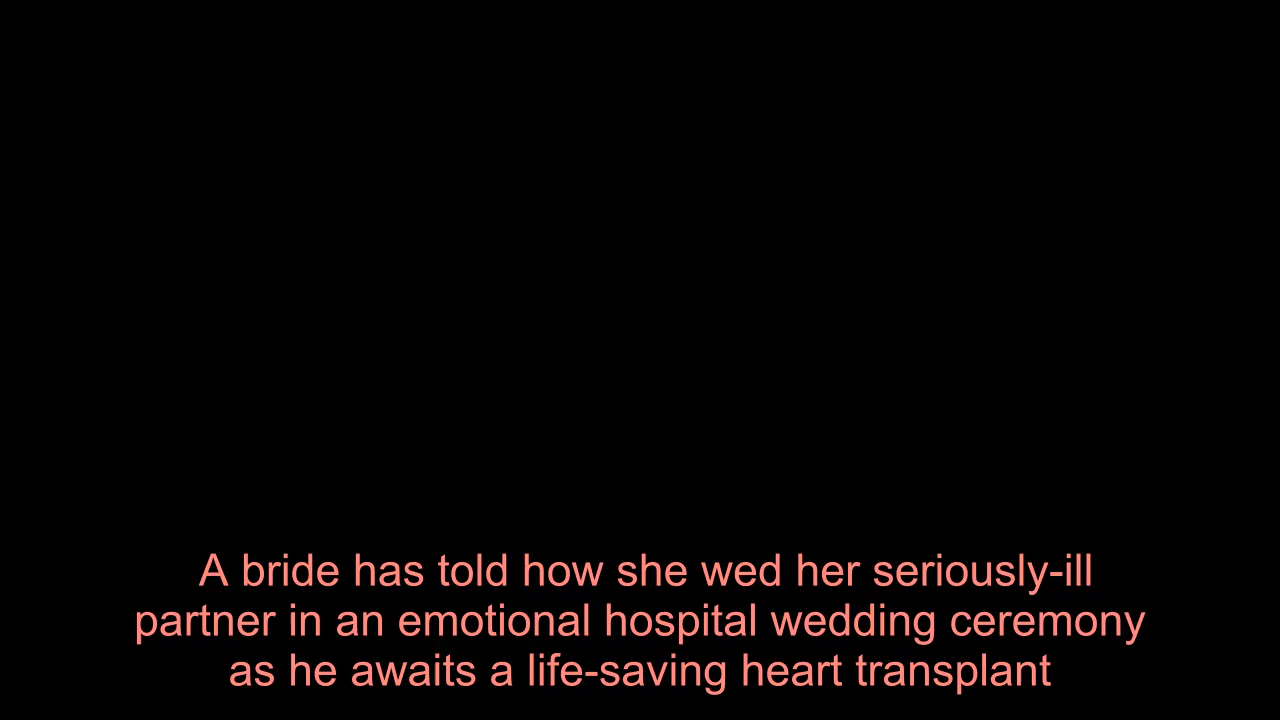 A bride has told how she wed her seriously-ill
partner in an emotional hospital wedding ceremony
as he awaits a life-saving heart transplant